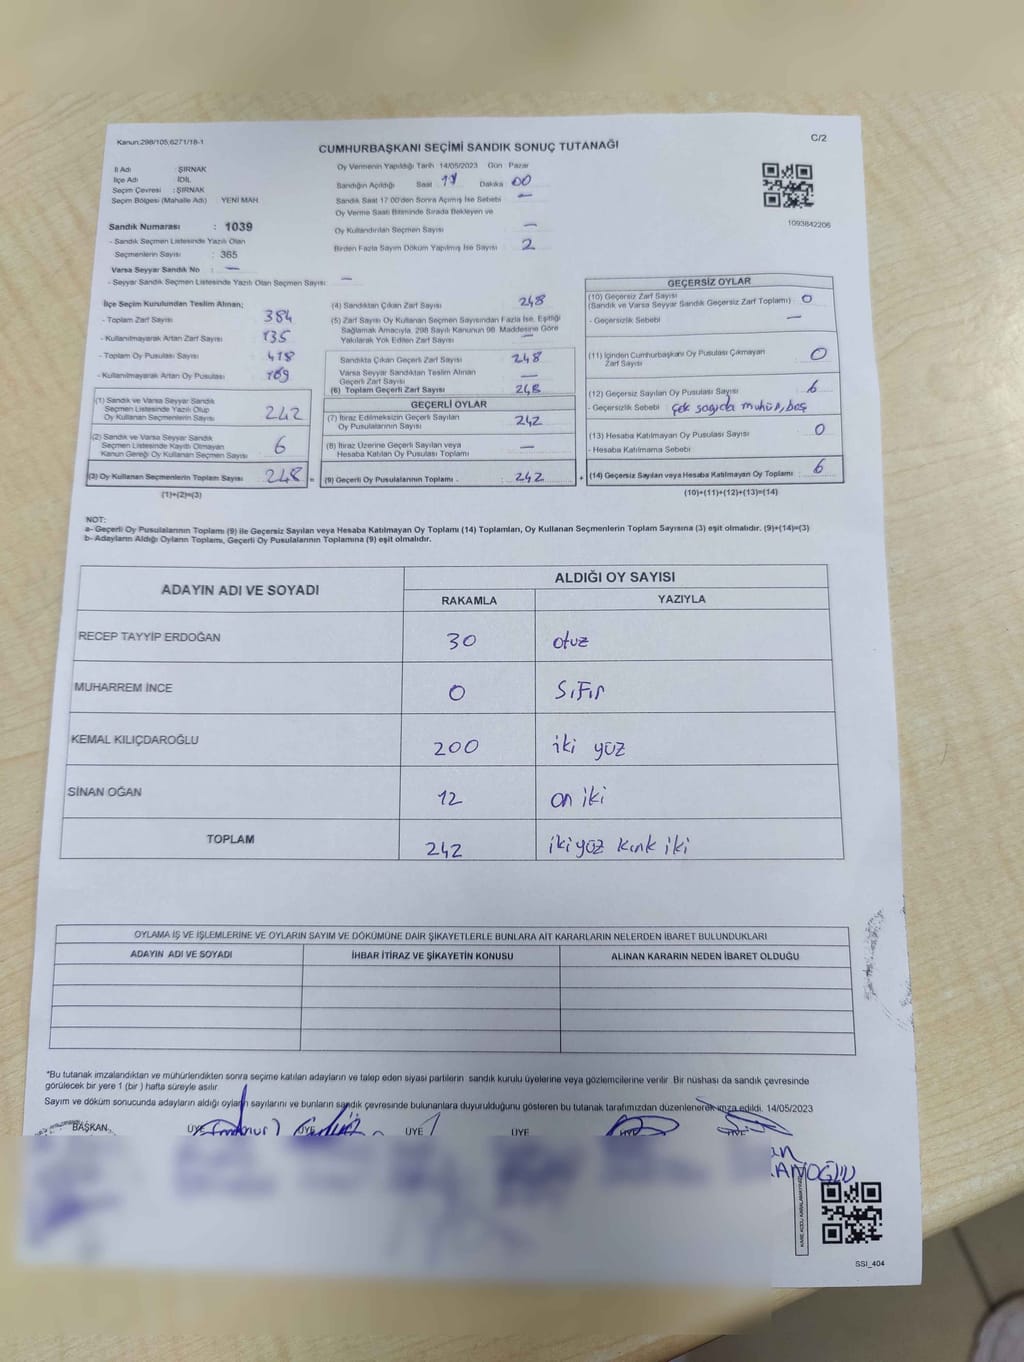 Kanun:298/105;6271/18-1
C/2
CUMHURBAŞKANI SEÇİMİ SANDIK SONUÇ TUTANAĞI
İl Adı : ŞIRNAK
İlçe Adı : İDİL
Seçim Çevresi : ŞIRNAK
Seçim Bölgesi (Mahalle Adı) YENİ MAH
Sandık Numarası : 1039
- Sandık Seçmen Listesinde Yazılı Olan
Seçmenlerin Sayısı : 365
Varsa Seyyar Sandık No : —
- Seyyar Sandık Seçmen Listesinde Yazılı Olan Seçmen Sayısı: —
Oy Vermenin Yapıldığı Tarih 14/05/2023 Gün Pazar
Sandığın Açıldığı Saat 17 Dakika 00
Sandık Saat 17.00'den Sonra Açılmış İse Sebebi —
Oy Verme Saati Bitiminde Sırada Bekleyen ve
Oy Kullandırılan Seçmen Sayısı —
Birden Fazla Sayım Döküm Yapılmış İse Sayısı 2
1093842206
İlçe Seçim Kurulundan Teslim Alınan;
- Toplam Zarf Sayısı 384
- Kullanılmayarak Artan Zarf Sayısı 135
- Toplam Oy Pusulası Sayısı 418
- Kullanılmayarak Artan Oy Pusulası 169
(1) Sandık ve Varsa Seyyar Sandık
Seçmen Listesinde Yazılı Olup
Oy Kullanan Seçmenlerin Sayısı 242
(2) Sandık ve Varsa Seyyar Sandık
Seçmen Listesinde Kayıtlı Olmayan
Kanun Gereği Oy Kullanan Seçmen Sayısı 6
(3) Oy Kullanan Seçmenlerin Toplam Sayısı 248 =
(1)+(2)=(3)
(4) Sandıktan Çıkan Zarf Sayısı 248
(5) Zarf Sayısı Oy Kullanan Seçmen Sayısından Fazla İse, Eşitliği
Sağlamak Amacıyla, 298 Sayılı Kanunun 98. Maddesine Göre
Yakılarak Yok Edilen Zarf Sayısı —
Sandıkta Çıkan Geçerli Zarf Sayısı 248
Varsa Seyyar Sandıktan Teslim Alınan
Geçerli Zarf Sayısı —
(6) Toplam Geçerli Zarf Sayısı 248
GEÇERLİ OYLAR
(7) İtiraz Edilmeksizin Geçerli Sayılan
Oy Pusulasının Sayısı 242
(8) İtiraz Üzerine Geçerli Sayılan veya
Hesaba Katılan Oy Pusulası Toplamı —
(9) Geçerli Oy Pusulalarının Toplamı : 242 +
GEÇERSİZ OYLAR
(10) Geçersiz Zarf Sayısı
(Sandık ve Varsa Seyyar Sandık Geçersiz Zarf Toplamı) 0
- Geçersizlik Sebebi —
(11) İçinden Cumhurbaşkanı Oy Pusulası Çıkmayan
Zarf Sayısı 0
(12) Geçersiz Sayılan Oy Pusulası Sayısı 6
- Geçersizlik Sebebi mühür, boş
(13) Hesaba Katılmayan Oy Pusulası Sayısı 0
- Hesaba Katılmama Sebebi
(14) Geçersiz Sayılan veya Hesaba Katılmayan Oy Toplamı : 6
(10)+(11)+(12)+(13)=(14)
NOT:
a- Geçerli Oy Pusulalarının Toplamı (9) ile Geçersiz Sayılan veya Hesaba Katılmayan Oy Toplamı (14) Toplamları, Oy Kullanan Seçmenlerin Toplam Sayısına (3) eşit olmalıdır. (9)+(14)=(3)
b- Adayların Aldığı Oyların Toplamı, Geçerli Oy Pusulalarının Toplamına (9) eşit olmalıdır.
ADAYIN ADI VE SOYADI
ALDIĞI OY SAYISI
RAKAMLA YAZIYLA
RECEP TAYYİP ERDOĞAN 30 otuz
MUHARREM İNCE 0 SıFır
KEMAL KILIÇDAROĞLU 200 iki yüz
SİNAN OĞAN 12 on iki
TOPLAM 242 ikiyüz kırk iki
OYLAMA İŞ VE İŞLEMLERİNE VE OYLARIN SAYIM VE DÖKÜMÜNE DAİR ŞİKAYETLERLE BUNLARA AİT KARARLARIN NELERDEN İBARET BULUNDUKLARI
ADAYIN ADI VE SOYADI İHBAR İTİRAZ VE ŞİKAYETİN KONUSU ALINAN KARARIN NEDEN İBARET OLDUĞU
*Bu tutanak imzalandıktan ve mühürlendikten sonra seçime katılan adayların ve talep eden siyasi partilerin sandık kurulu üyelerine veya gözlemcilerine verilir. Bir nüshası da sandık çevresinde
görülecek bir yere 1 (bir ) hafta süreyle asılır.
Sayım ve döküm sonucunda adayların aldığı oyların sayılarını ve bunların sandık çevresinde bulunanlara duyurulduğunu gösteren bu tutanak tarafımızdan düzenlenerek imza edildi. 14/05/2023
BAŞKAN ÜYE ÜYE ÜYE ÜYE ÜYE ÜYE
SSI_404